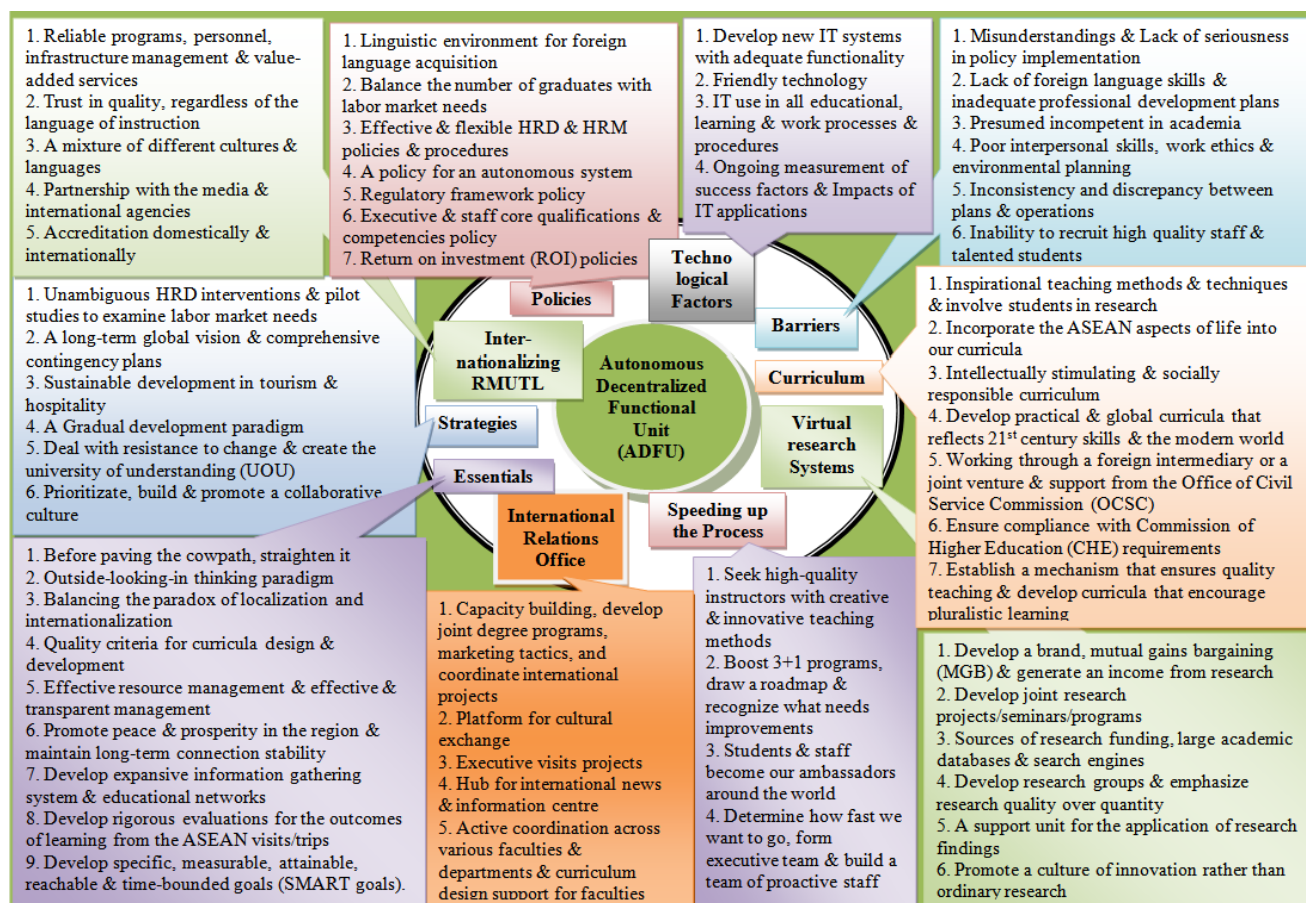 1. Reliable programs, personnel,
infrastructure management & value-
added services
2. Trust in quality, regardless of the
language of instruction
3. A mixture of different cultures &
languages
4. Partnership with the media &
international agencies
5. Accreditation domestically &
internationally
1. Linguistic environment for foreign
language acquisition
2. Balance the number of graduates with
labor market needs
3. Effective & flexible HRD & HRM
policies & procedures
4. A policy for an autonomous system
5. Regulatory framework policy
6. Executive & staff core qualifications &
competencies policy
7. Return on investment (ROI) policies
1. Develop new IT systems
with adequate functionality
2. Friendly technology
3. IT use in all educational,
learning & work processes &
procedures
4. Ongoing measurement of
success factors & Impacts of
IT applications
1. Misunderstandings & Lack of seriousness
in policy implementation
2. Lack of foreign language skills &
inadequate professional development plans
3. Presumed incompetent in academia
4. Poor interpersonal skills, work ethics &
environmental planning
5. Inconsistency and discrepancy between
plans & operations
6. Inability to recruit high quality staff &
talented students
1. Unambiguous HRD interventions & pilot
studies to examine labor market needs
2. A long-term global vision & comprehensive
contingency plans
3. Sustainable development in tourism &
hospitality
4. A Gradual development paradigm
5. Deal with resistance to change & create the
university of understanding (UOU)
6. Prioritize, build & promote a collaborative
culture
Policies
Techno
logical
Factors
Barriers
Inter-
nationalizing
RMUTL
Autonomous
Decentralized
Functional
Unit
(ADFU)
Curriculum
Strategies
Virtual
research
Systems
Essentials
International
Relations
Office
Speeding up
the Process
1. Inspirational teaching methods & techniques
& involve students in research
2. Incorporate the ASEAN aspects of life into
our curricula
3. Intellectually stimulating & socially
responsible curriculum
4. Develop practical & global curricula that
reflects 21st century skills & the modern world
5. Working through a foreign intermediary or a
joint venture & support from the Office of Civil
Service Commission (OCSC)
6. Ensure compliance with Commission of
Higher Education (CHE) requirements
7. Establish a mechanism that ensures quality
teaching & develop curricula that encourage
pluralistic learning
1. Before paving the cowpath, straighten it
2. Outside-looking-in thinking paradigm
3. Balancing the paradox of localization and
internationalization
4. Quality criteria for curricula design &
development
5. Effective resource management & effective &
transparent management
6. Promote peace & prosperity in the region &
maintain long-term connection stability
7. Develop expansive information gathering
system & educational networks
8. Develop rigorous evaluations for the outcomes
of learning from the ASEAN visits/trips
9. Develop specific, measurable, attainable,
reachable & time-bounded goals (SMART goals).
1. Capacity building, develop
joint degree programs,
marketing tactics, and
coordinate international
projects
2. Platform for cultural
exchange
3. Executive visits projects
4. Hub for international news
& information centre
5. Active coordination across
various faculties &
departments & curriculum
design support for faculties
1. Seek high-quality
instructors with creative
& innovative teaching
methods
2. Boost 3+1 programs,
draw a roadmap &
recognize what needs
improvements
3. Students & staff
become our ambassadors
around the world
4. Determine how fast we
want to go, form
executive team & build a
team of proactive staff
1. Develop a brand, mutual gains bargaining
(MGB) & generate an income from research
2. Develop joint research
projects/seminars/programs
3. Sources of research funding, large academic
databases & search engines
4. Develop research groups & emphasize
research quality over quantity
5. A support unit for the application of research
findings
6. Promote a culture of innovation rather than
ordinary research